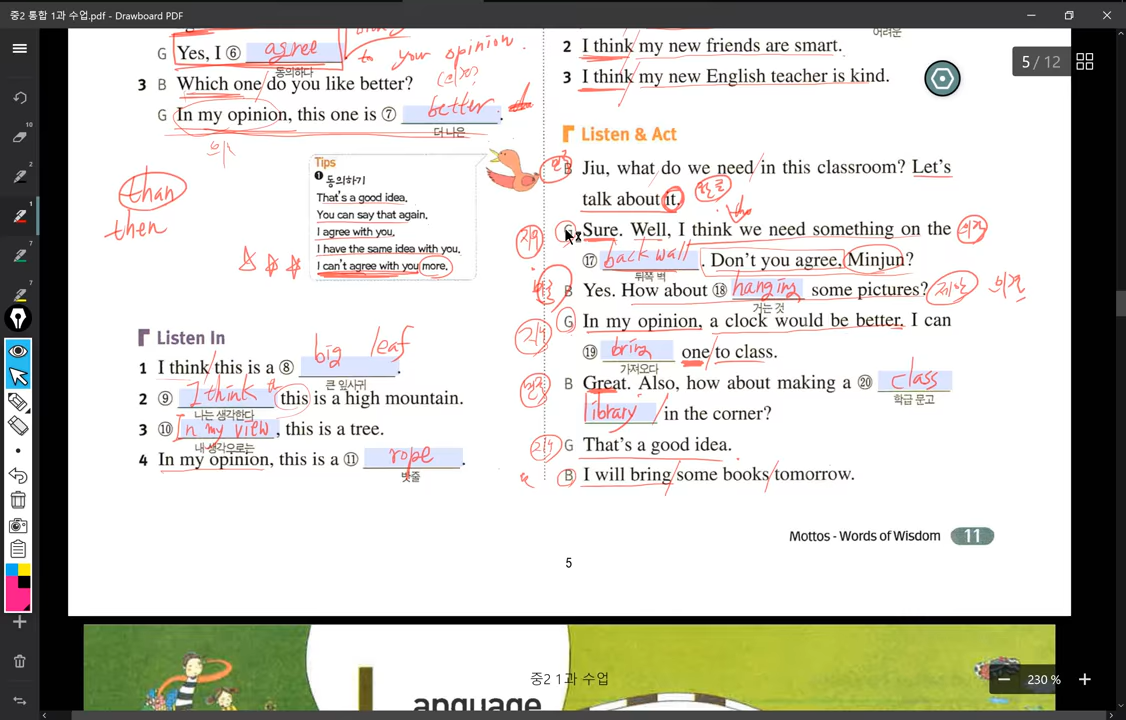 중2 통합 1과 수업.pdf - Drawboard PDF
5 / 12
G Yes, I ⑥ agree
to your opinion.
동의하다
3 B Which one do you like better?
G In my opinion, this one is ⑦ better.
더 나은
than
then
Tips
❶ 동의하기
That's a good idea.
You can say that again.
I agree with you.
I have the same idea with you.
I can't agree with you more.
Listen In
1 I think this is a ⑧ big leaf.
큰 잎사귀
2 ⑨ I think this is a high mountain.
나는 생각한다
3 ⑩ In my view, this is a tree.
내 생각으로는
4 In my opinion, this is a ⑪ rope.
밧줄
어려운
2 I think my new friends are smart.
3 I think my new English teacher is kind.
Listen & Act
B Jiu, what do we need in this classroom? Let's
talk about it.
G Sure. Well, I think we need something on the
⑰ back wall. Don't you agree, Minjun?
뒤쪽 벽
B Yes. How about ⑱ hanging some pictures? 제안 의견
거는 것
G In my opinion, a clock would be better. I can
⑲ bring one to class.
가져오다
B Great. Also, how about making a ⑳ class
학급 문고
library in the corner?
G That's a good idea.
B I will bring some books tomorrow.
Mottos - Words of Wisdom 11
5
중2 1과 수업
230 %